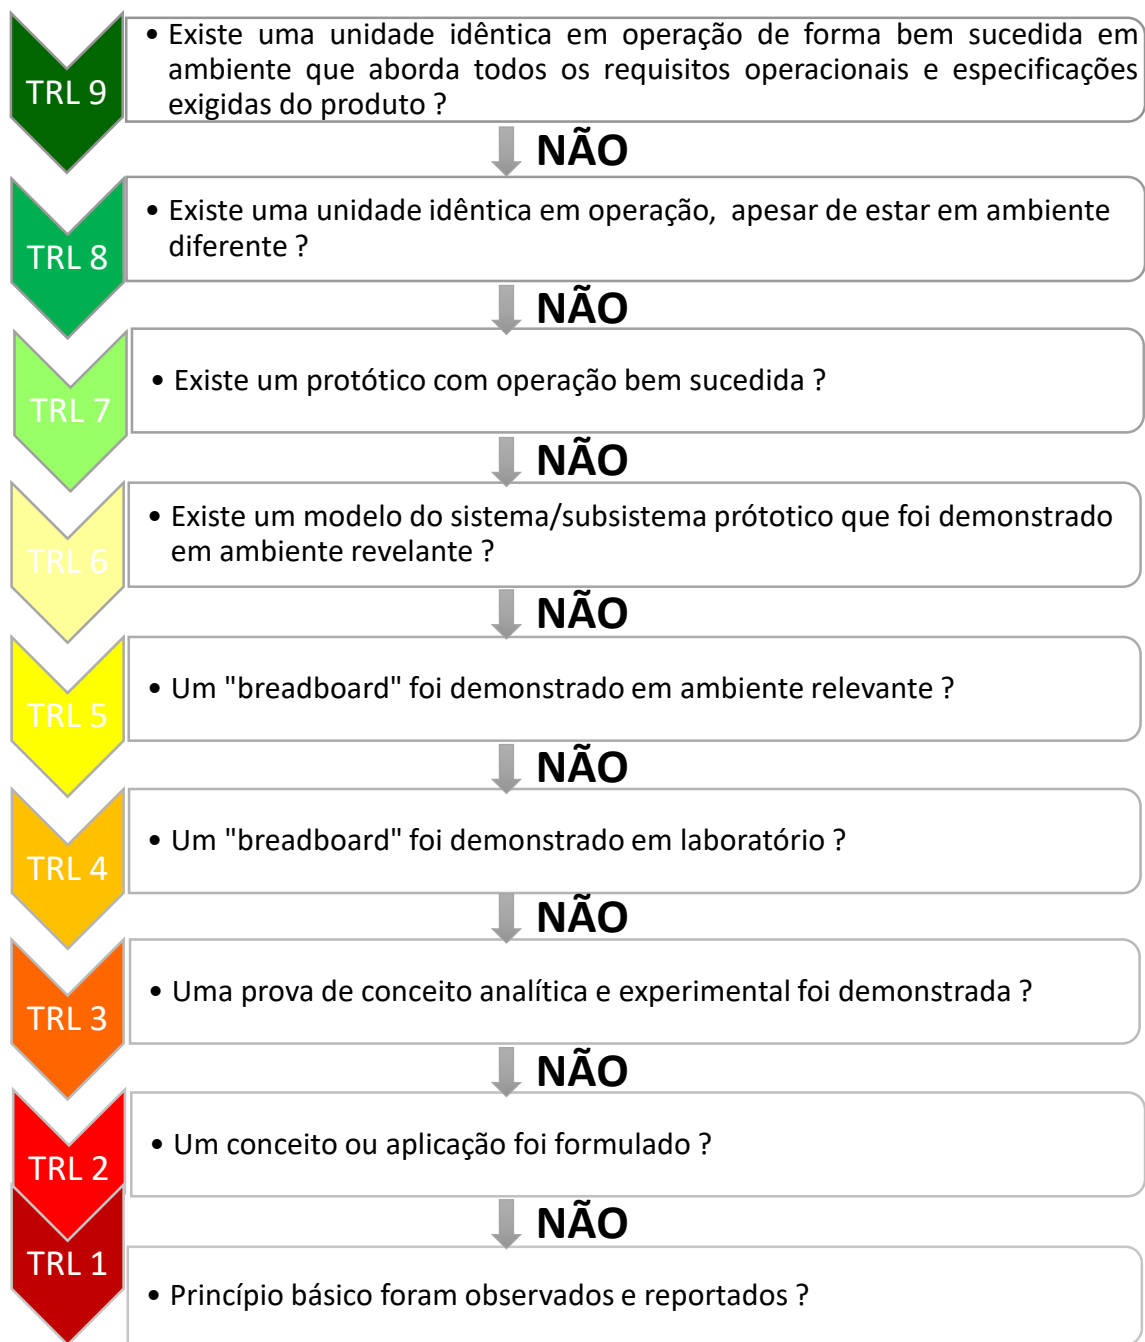 • Existe uma unidade idêntica em operação de forma bem sucedida em
ambiente que aborda todos os requisitos operacionais e especificações
exigidas do produto ?
TRL 9
NÃO
• Existe uma unidade idêntica em operação, apesar de estar em ambiente
diferente ?
TRL 8
NÃO
• Existe um protótico com operação bem sucedida ?
TRL 7
NÃO
• Existe um modelo do sistema/subsistema prótotico que foi demonstrado
em ambiente revelante ?
TRL 6
NÃO
• Um "breadboard" foi demonstrado em ambiente relevante ?
TRL 5
NÃO
• Um "breadboard" foi demonstrado em laboratório ?
TRL 4
NÃO
• Uma prova de conceito analítica e experimental foi demonstrada ?
TRL 3
NÃO
• Um conceito ou aplicação foi formulado ?
TRL 2
NÃO
TRL 1
• Princípio básico foram observados e reportados ?